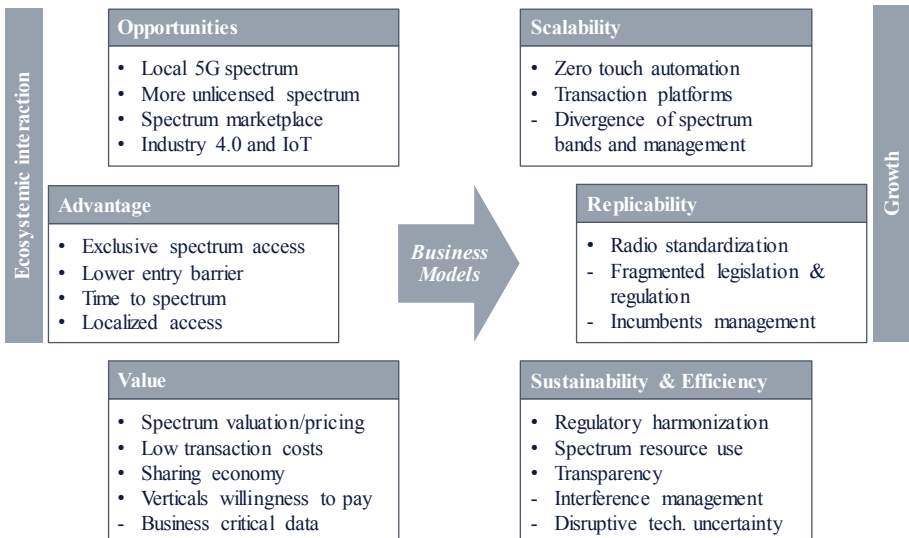 Ecosystemic interaction
Opportunities
• Local 5G spectrum
• More unlicensed spectrum
• Spectrum marketplace
• Industry 4.0 and IoT
Advantage
• Exclusive spectrum access
• Lower entry barrier
• Time to spectrum
• Localized access
Value
• Spectrum valuation/pricing
• Low transaction costs
• Sharing economy
• Verticals willingness to pay
- Business critical data
Business
Models
Scalability
• Zero touch automation
• Transaction platforms
- Divergence of spectrum
bands and management
Replicability
• Radio standardization
- Fragmented legislation &
regulation
- Incumbents management
Sustainability & Efficiency
• Regulatory harmonization
• Spectrum resource use
• Transparency
- Interference management
- Disruptive tech. uncertainty
Growth